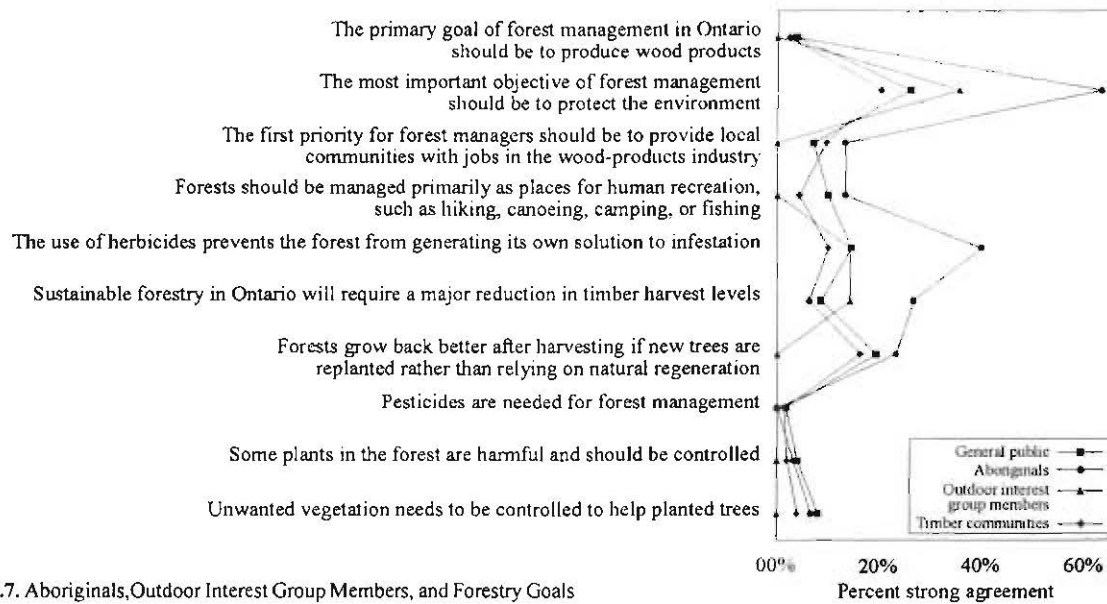 The primary goal of forest management in Ontario
should be to produce wood products
The most important objective of forest management
should be to protect the environment
The first priority for forest managers should be to provide local
communities with jobs in the wood-products industry
Forests should be managed primarily as places for human recreation,
such as hiking, canoeing, camping, or fishing
The use of herbicides prevents the forest from generating its own solution to infestation
Sustainable forestry in Ontario will require a major reduction in timber harvest levels
Forests grow back better after harvesting if new trees are
replanted rather than relying on natural regeneration
Pesticides are needed for forest management
Some plants in the forest are harmful and should be controlled
Unwanted vegetation needs to be controlled to help planted trees
General public
Aboriginals
Outdoor interest
group members
Timber communities
00% 20% 40% 60%
Percent strong agreement
.7. Aboriginals,Outdoor Interest Group Members, and Forestry Goals